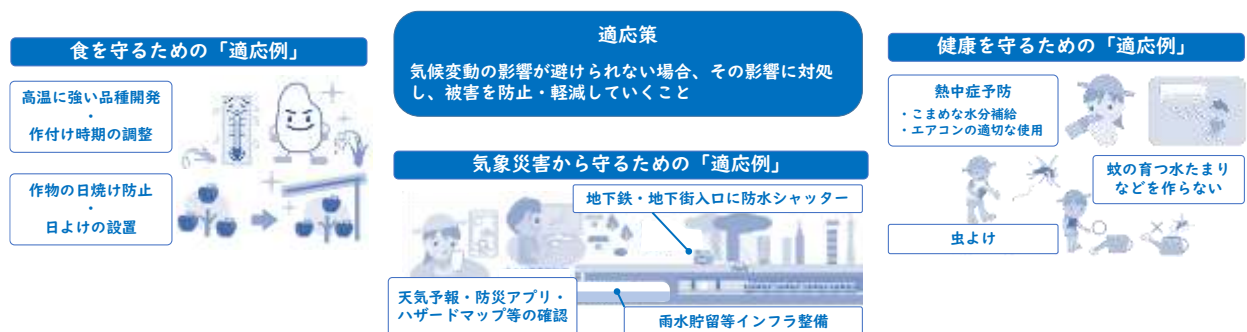 食を守るための「適応例」
高温に強い品種開発
・
作付け時期の調整
作物の日焼け防止
・
日よけの設置
適応策
気候変動の影響が避けられない場合、その影響に対処
し、被害を防止・軽減していくこと
気象災害から守るための「適応例」
地下鉄・地下街入口に防水シャッター
天気予報・防災アプリ・
ハザードマップ等の確認
雨水貯留等インフラ整備
健康を守るための「適応例」
熱中症予防
・こまめな水分補給
・エアコンの適切な使用
蚊の育つ水たまり
などを作らない
虫よけ